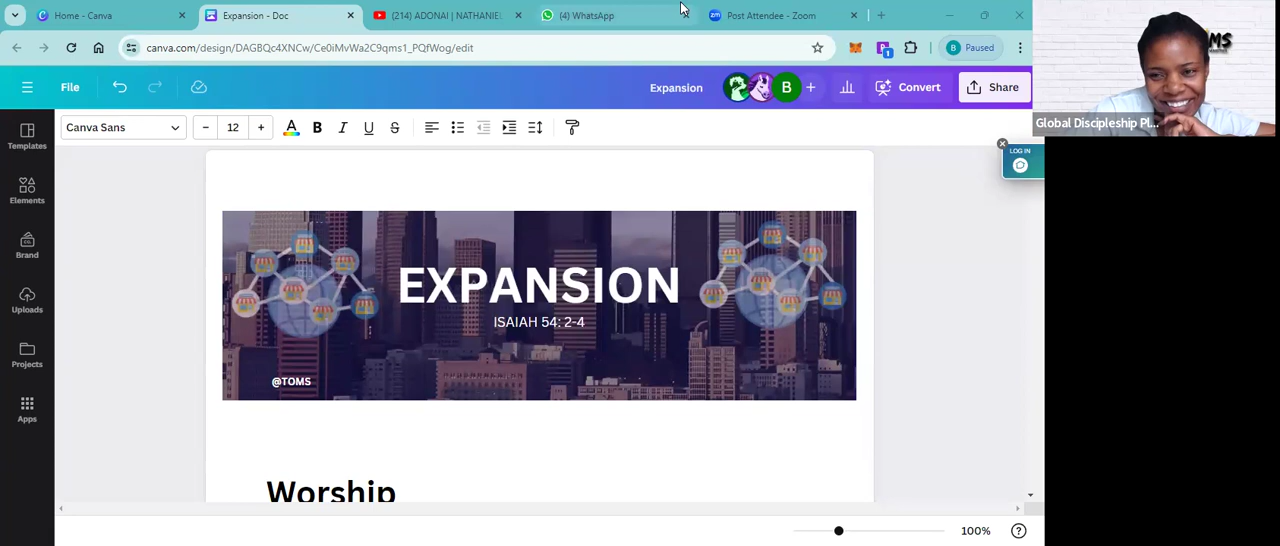 Home - Canva
Expansion - Doc
(214) ADONAI | NATHANIEL
(4) WhatsApp
Post Attendee - Zoom
canva.com/design/DAGBQc4XNCw/Ce0iMvWa2C9qms1_PQfWog/edit
B Paused
1
File
Expansion
B
Convert
Share
Canva Sans
12
B I U S
Templates
Elements
Brand
Uploads
Projects
Apps
EXPANSION
ISAIAH 54: 2-4
@TOMS
Worship
100%
Global Discipleship Pl...
LOG IN